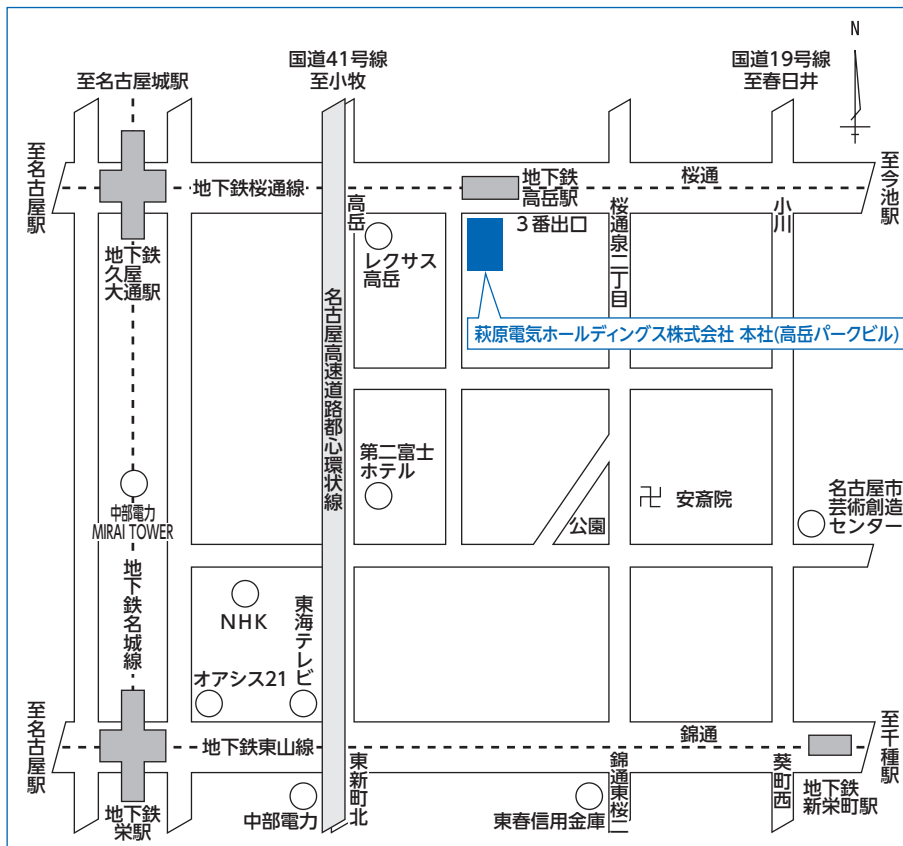 国道41号線
至小牧
国道19号線
至春日井
N
至名古屋城駅
至名古屋駅
地下鉄桜通線
地下鉄
高岳駅
桜通
至今池駅
高岳
3番出口
桜通泉二丁目
小川
地下鉄
久屋
大通駅
レクサス
高岳
萩原電気ホールディングス株式会社 本社(高岳パークビル)
名古屋高速道路都心環状線
第二富士
ホテル
中部電力
MIRAI TOWER
公園
卍 安斎院
名古屋市
芸術創造
センター
地下鉄名城線
NHK
東海テレビ
オアシス21
至名古屋駅
地下鉄東山線
錦通
至千種駅
地下鉄
栄駅
中部電力
東新町北
東春信用金庫
錦通東桜二
葵町西
地下鉄
新栄町駅